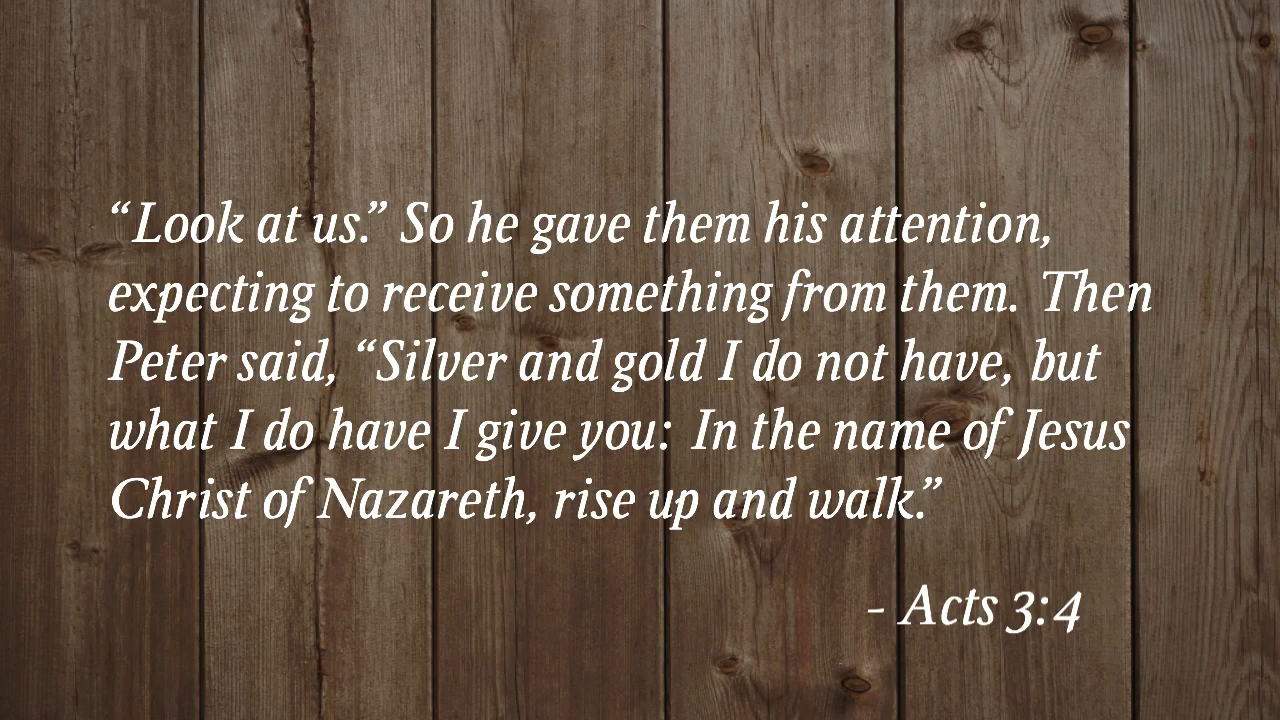 “Look at us.” So he gave them his attention,
expecting to receive something from them. Then
Peter said, “Silver and gold I do not have, but
what I do have I give you: In the name of Jesus
Christ of Nazareth, rise up and walk.”
- Acts 3:4